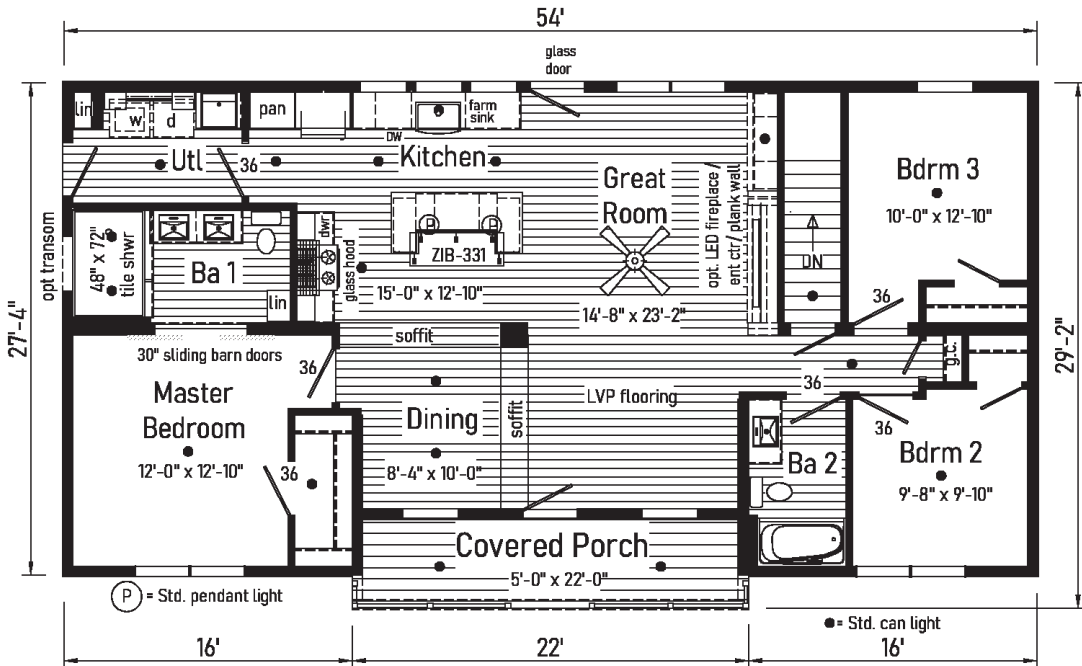 54'
glass
door
lin
w
d
pan
farm
sink
DW
Utl
36
Kitchen
Great
Room
Bdrm 3
10'-0" x 12'-10"
opt transom
48" x 72"
tile shwr
Ba 1
lin
dwr
glass hood
P
P
ZIB-331
15'-0" x 12'-10"
14'-8" x 23'-2"
opt. LED fireplace /
ent ctr/ plank wall
DN
36
27'-4"
29'-2"
30" sliding barn doors
soffit
36
Master
Bedroom
12'-0" x 12'-10"
36
Dining
8'-4" x 10'-0"
soffit
LVP flooring
36
g.c.
36
Ba 2
Bdrm 2
9'-8" x 9'-10"
Covered Porch
5'-0" x 22'-0"
P = Std. pendant light
= Std. can light
16'
22'
16'